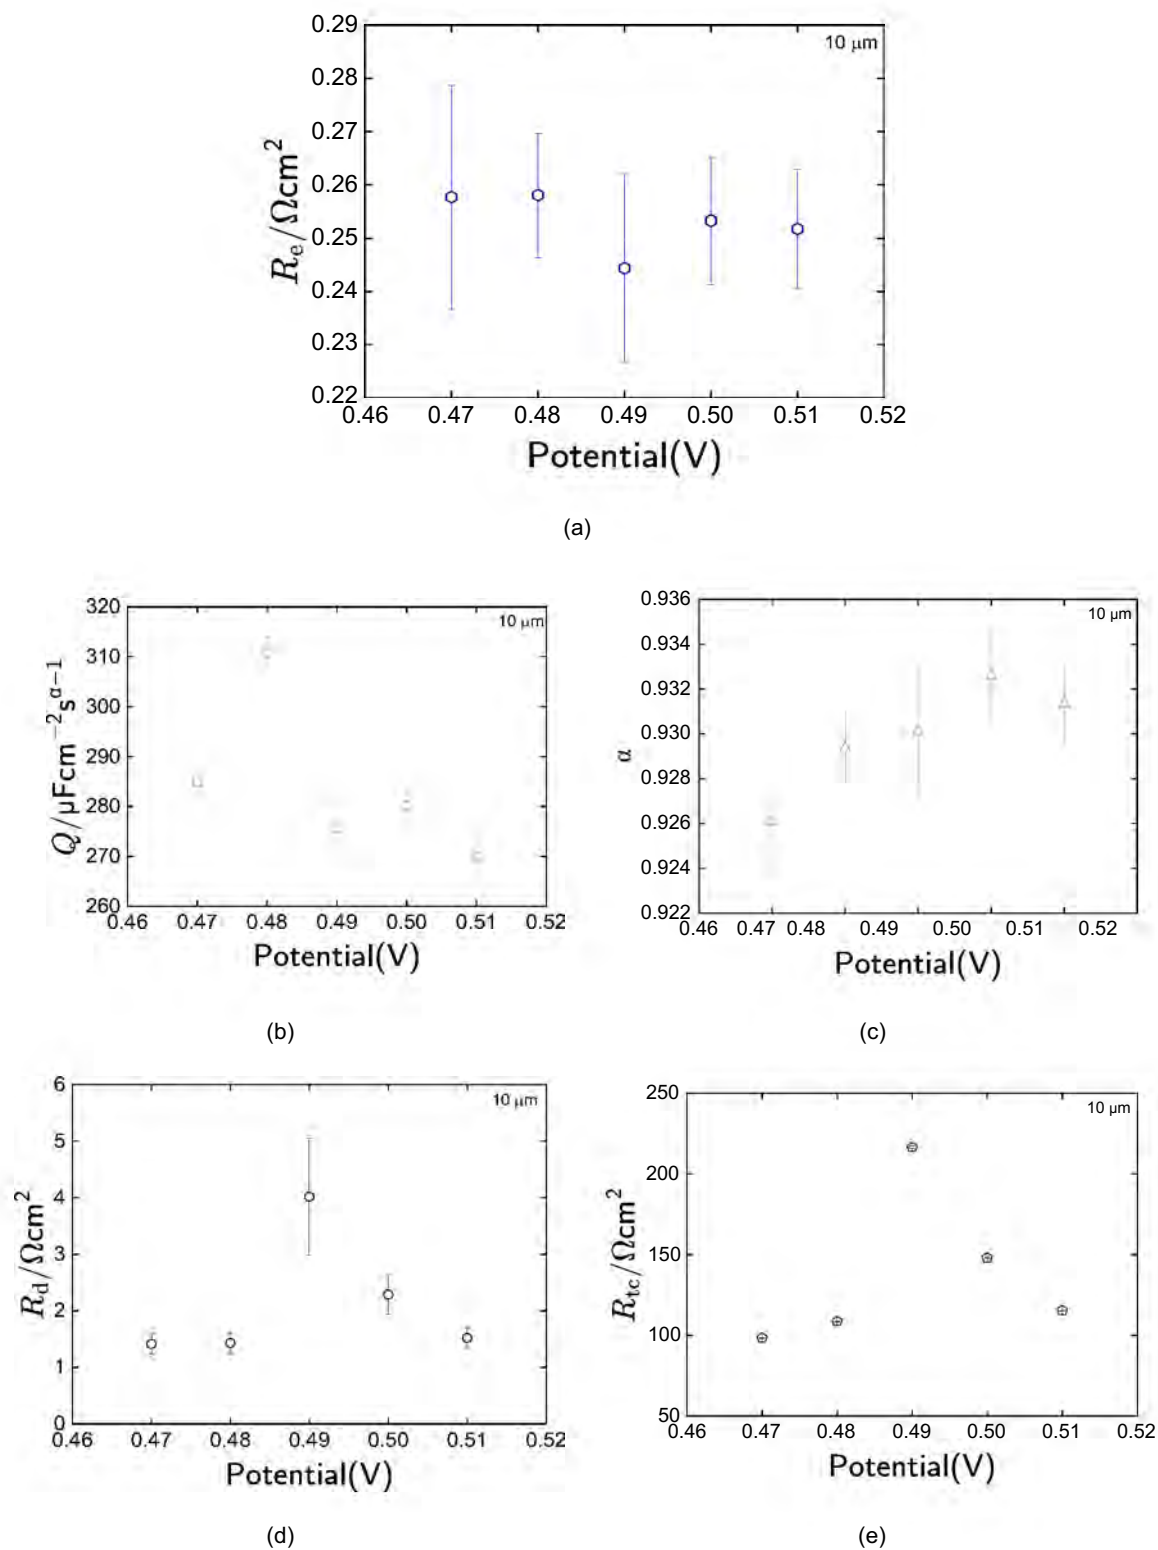 0.29
10 μm
0.28
0.27
0.26
0.25
0.24
0.23
0.22
R_e/Ωcm²
0.46 0.47 0.48 0.49 0.50 0.51 0.52
Potential(V)
(a)
320
10 μm
310
300
290
280
270
260
Q/μFcm⁻²s^α⁻¹
0.46 0.47 0.48 0.49 0.50 0.51 0.52
Potential(V)
(b)
0.936
10 μm
0.934
0.932
0.930
0.928
0.926
0.924
0.922
α
0.46 0.47 0.48 0.49 0.50 0.51 0.52
Potential(V)
(c)
6
10 μm
5
4
3
2
1
0
R_d/Ωcm²
0.46 0.47 0.48 0.49 0.50 0.51 0.52
Potential(V)
(d)
250
10 μm
200
150
100
50
R_tc/Ωcm²
0.46 0.47 0.48 0.49 0.50 0.51 0.52
Potential(V)
(e)